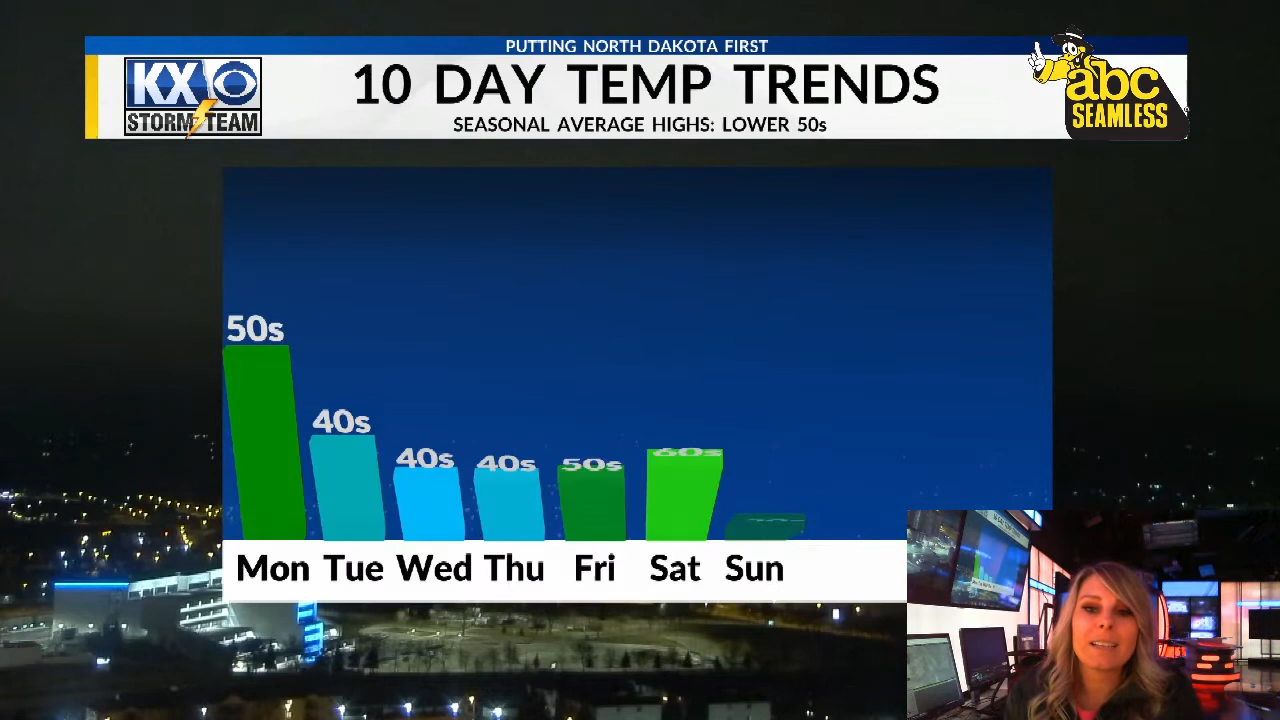 PUTTING NORTH DAKOTA FIRST
KX
STORM TEAM
10 DAY TEMP TRENDS
SEASONAL AVERAGE HIGHS: LOWER 50s
abc
SEAMLESS
50s
40s
40s
40s
50s
60s
Mon Tue Wed Thu Fri Sat Sun